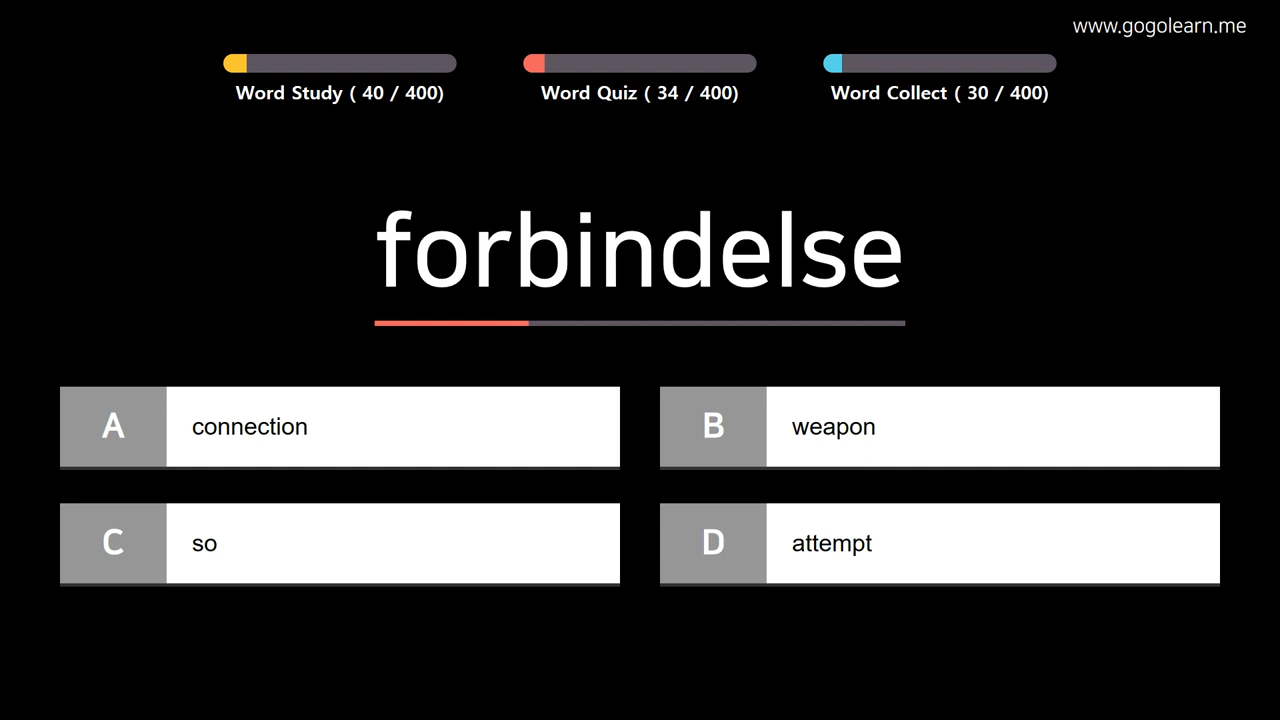 www.gogolearn.me
Word Study ( 40 / 400)
Word Quiz ( 34 / 400)
Word Collect ( 30 / 400)
forbindelse
A connection
B weapon
C so
D attempt